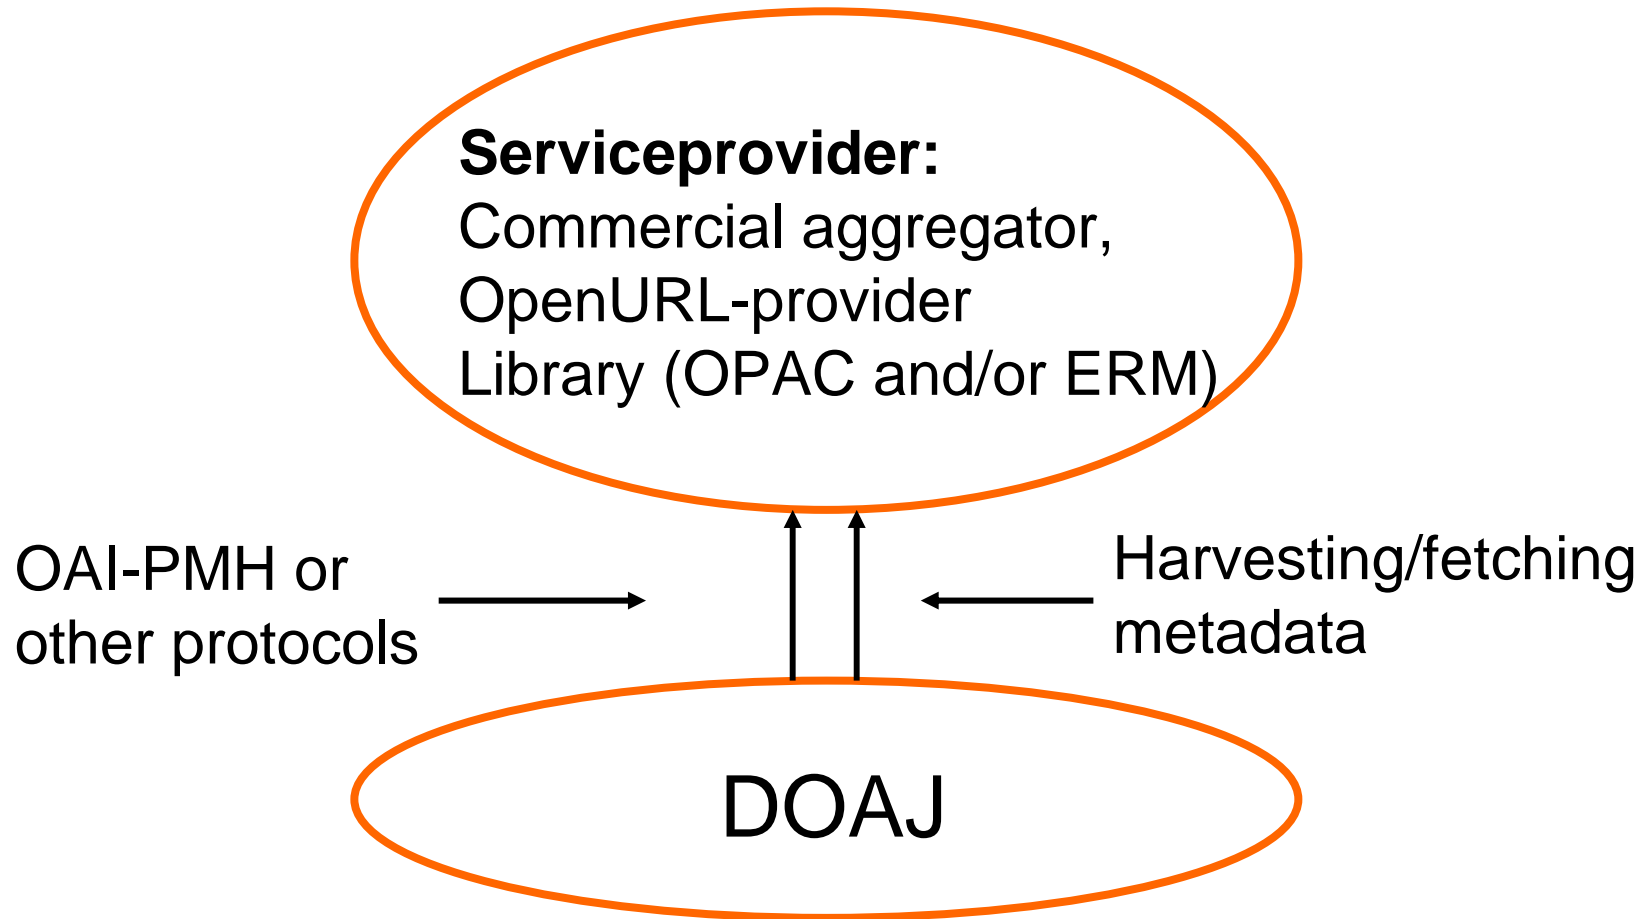 Serviceprovider:
Commercial aggregator,
OpenURL-provider
Library (OPAC and/or ERM)
OAI-PMH or
other protocols
Harvesting/fetching
metadata
DOAJ